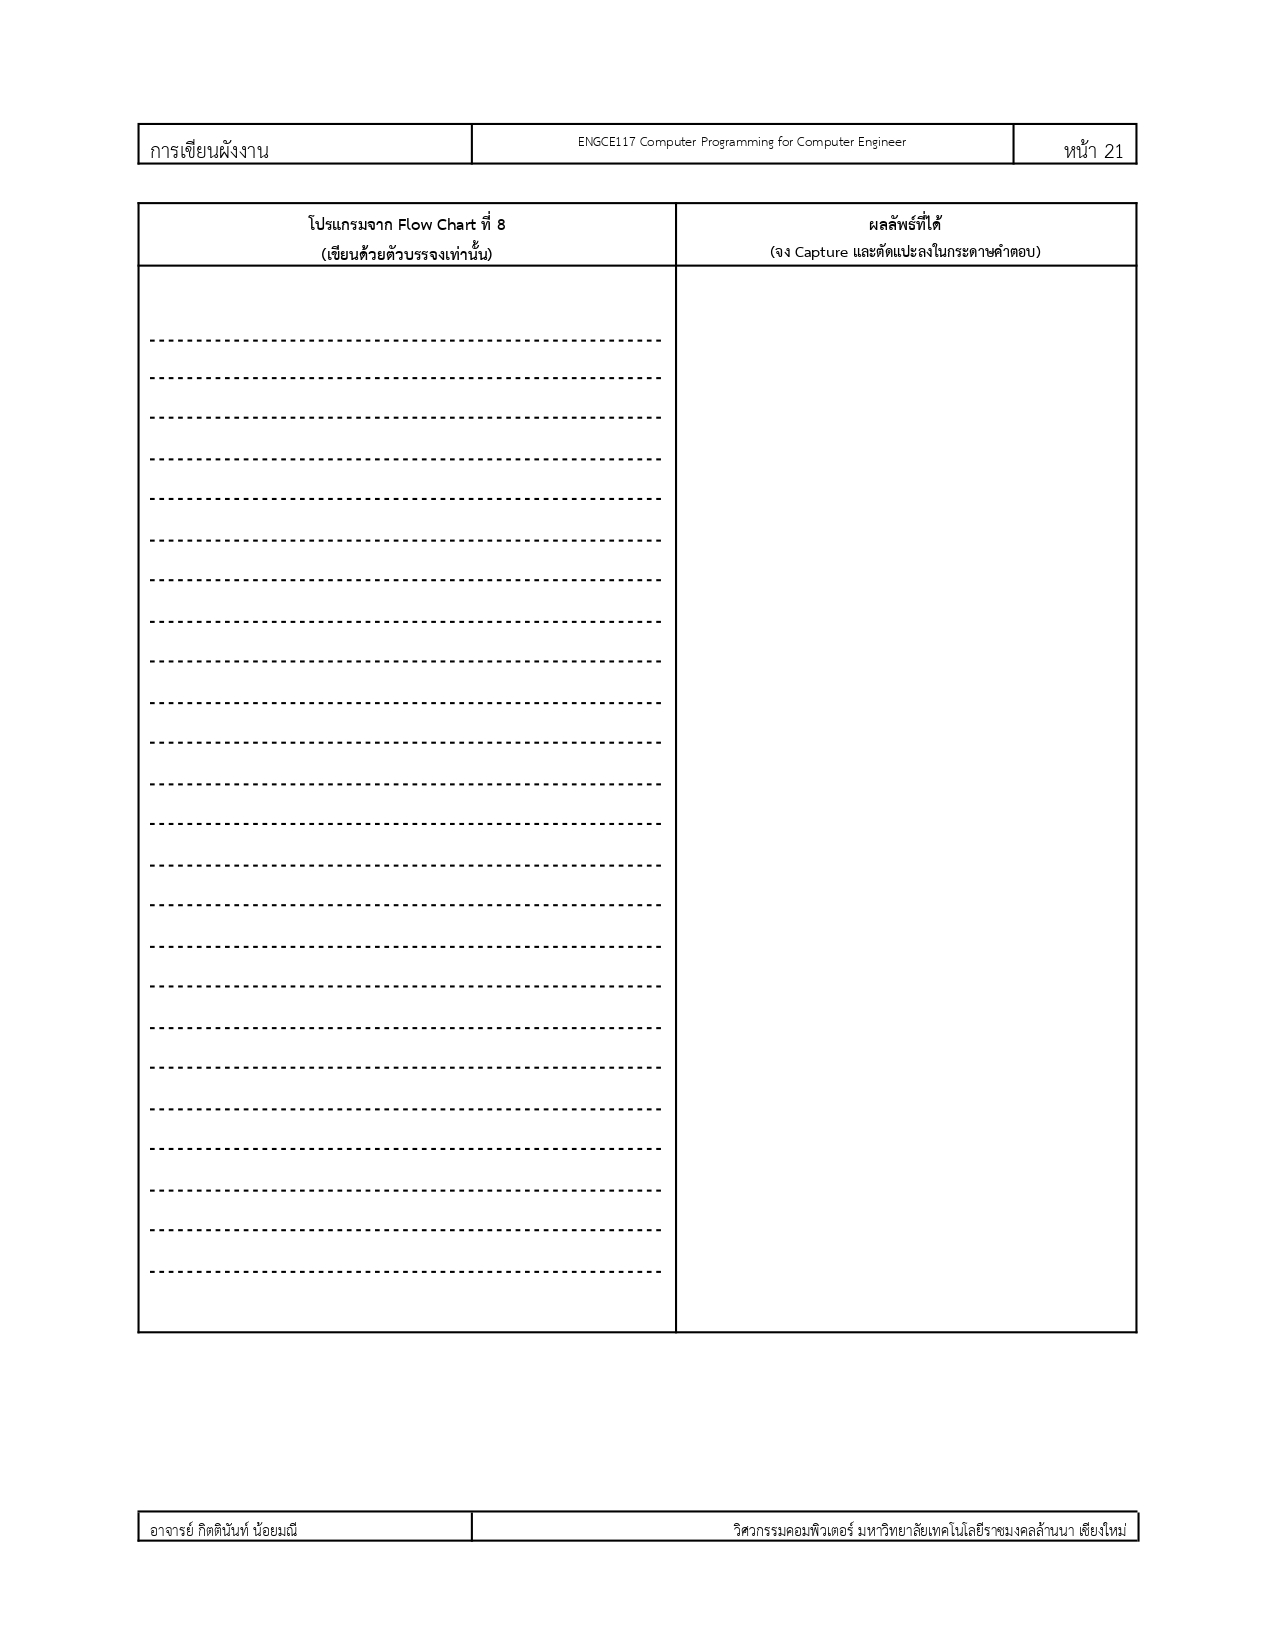 การเขียนผังงาน
ENGCE117 Computer Programming for Computer Engineer
หน้า 21
โปรแกรมจาก Flow Chart ที่ 8
(เขียนด้วยตัวบรรจงเท่านั้น)
ผลลัพธ์ที่ได้
(จง Capture และตัดแปะลงในกระดาษคำตอบ)
อาจารย์ กิตตินันท์ น้อยมณี
วิศวกรรมคอมพิวเตอร์ มหาวิทยาลัยเทคโนโลยีราชมงคลล้านนา เชียงใหม่